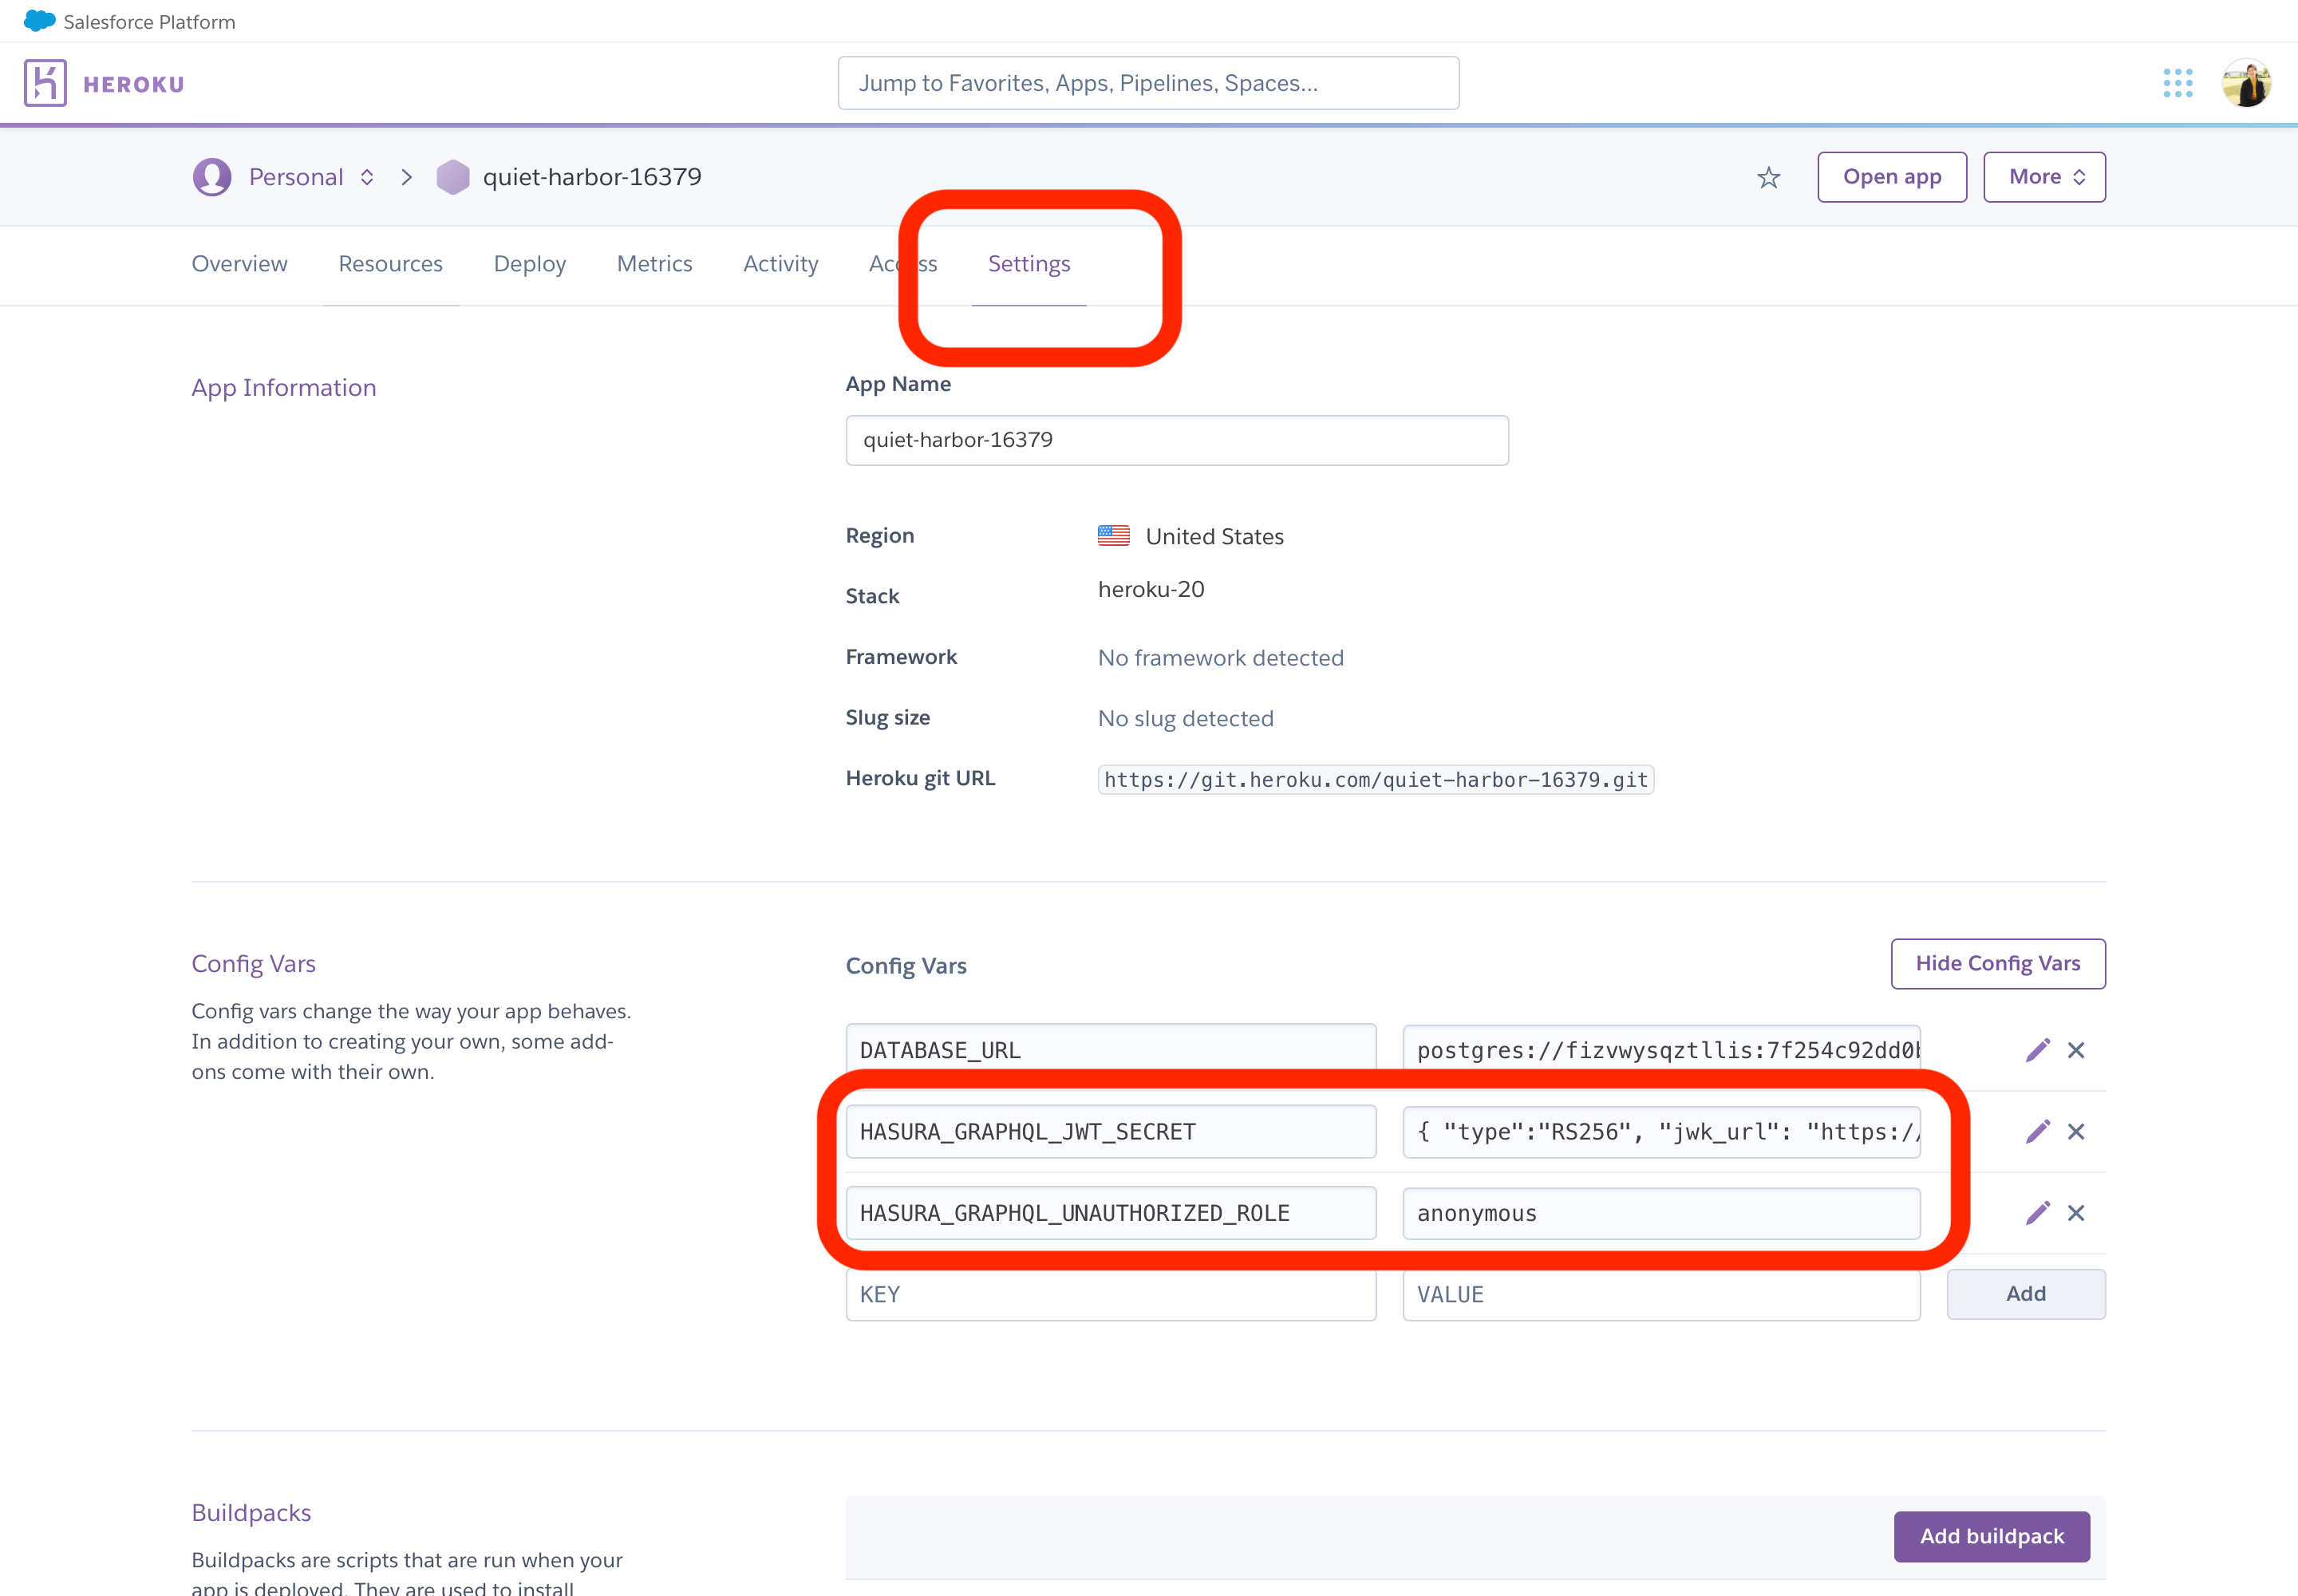 Salesforce Platform
HEROKU
Jump to Favorites, Apps, Pipelines, Spaces...
Personal
quiet-harbor-16379
Open app
More
Overview
Resources
Deploy
Metrics
Activity
Access
Settings
App Information
App Name
quiet-harbor-16379
Region
United States
Stack
heroku-20
Framework
No framework detected
Slug size
No slug detected
Heroku git URL
https://git.heroku.com/quiet-harbor-16379.git
Config Vars
Config vars change the way your app behaves.
In addition to creating your own, some add-
ons come with their own.
Config Vars
Hide Config Vars
DATABASE_URL
postgres://fizvwysqztllis:7f254c92dd0b
HASURA_GRAPHQL_JWT_SECRET
{ "type":"RS256", "jwk_url": "https://
HASURA_GRAPHQL_UNAUTHORIZED_ROLE
anonymous
KEY
VALUE
Add
Buildpacks
Buildpacks are scripts that are run when your
app is deployed. They are used to install
Add buildpack